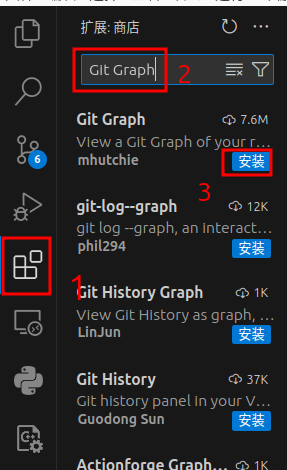 扩展: 商店
Git Graph
2
Git Graph
7.6M
View a Git Graph of your r...
mhutchie
安装
3
6
git-log--graph
12K
git log --graph, an interact...
phil294
安装
1
Git History Graph
1K
View Git History as graph, ...
LinJun
安装
Git History
37K
Git history panel in your V...
Guodong Sun
安装
Actionforge Graph...
1K